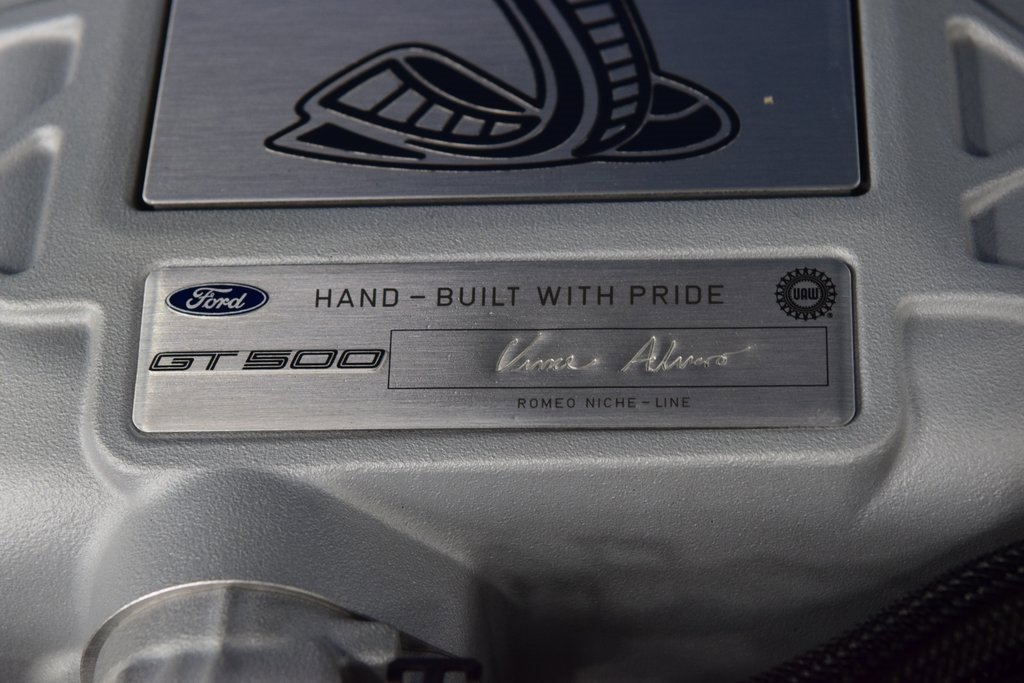 Ford
HAND-BUILT WITH PRIDE
UAW
GT500
ROMEO NICHE-LINE